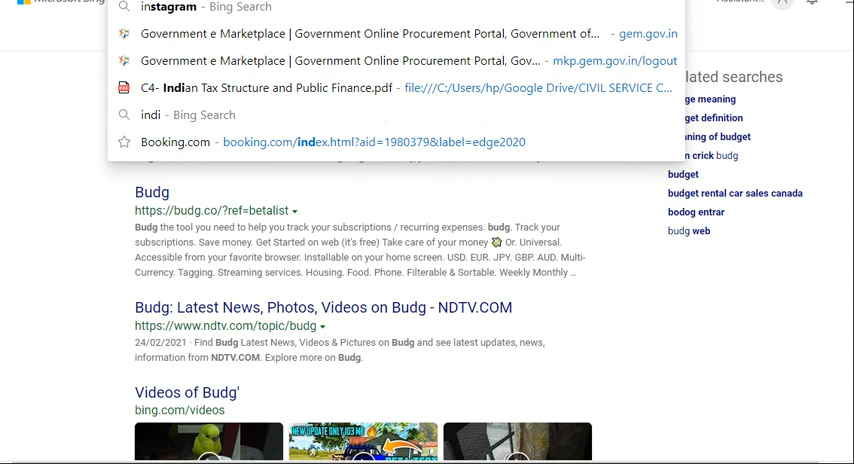 Microsoft Bing
Assistant...
instagram - Bing Search
Government e Marketplace | Government Online Procurement Portal, Government of... - gem.gov.in
Government e Marketplace | Government Online Procurement Portal, Gov... - mkp.gem.gov.in/logout
C4- Indian Tax Structure and Public Finance.pdf - file:///C:/Users/hp/Google Drive/CIVIL SERVICE C...
indi - Bing Search
Booking.com - booking.com/index.html?aid=1980379&label=edge2020
lated searches
ge meaning
get definition
ning of budget
n crick budg
budget
budget rental car sales canada
bodog entrar
budg web
Budg
https://budg.co/?ref=betalist
Budg the tool you need to help you track your subscriptions / recurring expenses. budg. Track your
subscriptions. Save money. Get Started on web (it's free) Take care of your money 💸 Or. Universal.
Accessible from your favorite browser. Installable on your home screen. USD. EUR. JPY. GBP. AUD. Multi-
Currency. Tagging. Streaming services. Housing. Food. Phone. Filterable & Sortable. Weekly Monthly ...
Budg: Latest News, Photos, Videos on Budg - NDTV.COM
https://www.ndtv.com/topic/budg
24/02/2021 · Find Budg Latest News, Videos & Pictures on Budg and see latest updates, news,
information from NDTV.COM. Explore more on Budg.
Videos of Budg'
bing.com/videos
NEW UPDATE ONLY 103 MB